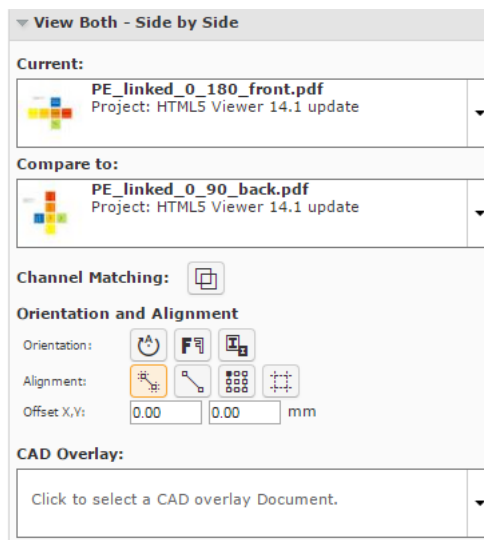 View Both - Side by Side
Current:
PE_linked_0_180_front.pdf
Project: HTML5 Viewer 14.1 update
Compare to:
PE_linked_0_90_back.pdf
Project: HTML5 Viewer 14.1 update
Channel Matching:
Orientation and Alignment
Orientation:
Alignment:
Offset X,Y: 0.00 0.00 mm
CAD Overlay:
Click to select a CAD overlay Document.